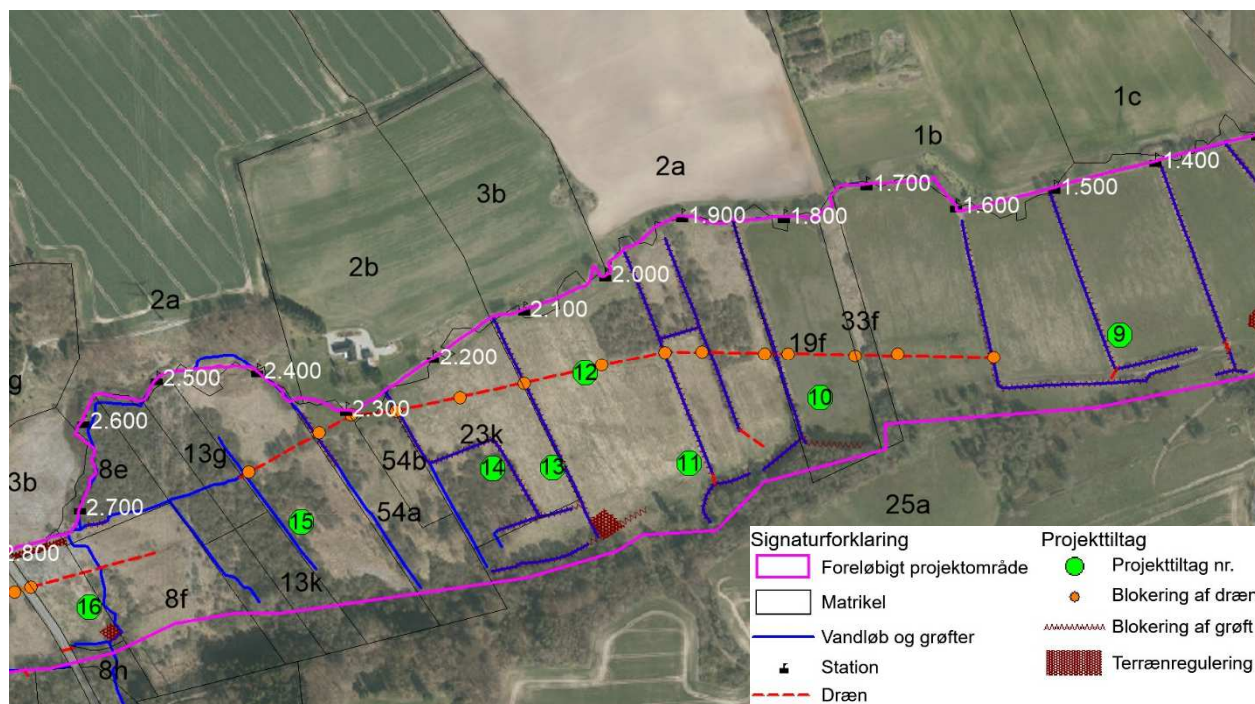 1c
1b
1.400
2a
1.500
3b
1.700
1.600
1.900
1.800
2b
2.000
2.100
2a
19f
33f
9
2.200
12
2.500
2.400
10
2.600
2.300
8e
13g
23k
3b
54b
14
13
11
2.700
54a
25a
15
2.800
13k
8f
16
8h
Signaturforklaring
Foreløbigt projektområde
Matrikel
Vandløb og grøfter
Station
Dræn
Projekttiltag
Projekttiltag nr.
Blokering af dræn
Blokering af grøft
Terrænregulering